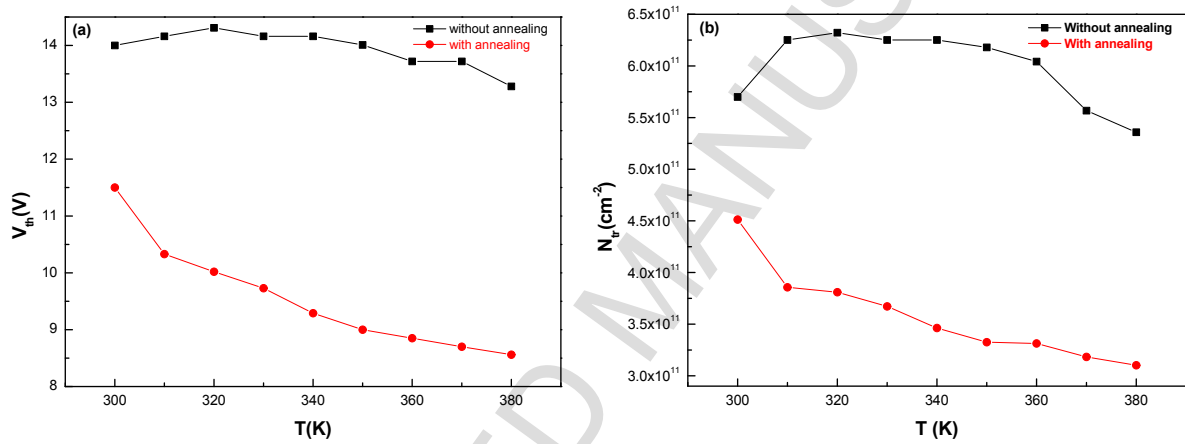 (a)
without annealing
with annealing
14
13
12
11
10
9
8
V_th(V)
300 320 340 360 380
T(K)
(b)
Without annealing
With annealing
6.5x10^11
6.0x10^11
5.5x10^11
5.0x10^11
4.5x10^11
4.0x10^11
3.5x10^11
3.0x10^11
N_tr(cm^-2)
300 320 340 360 380
T (K)
D MANUS